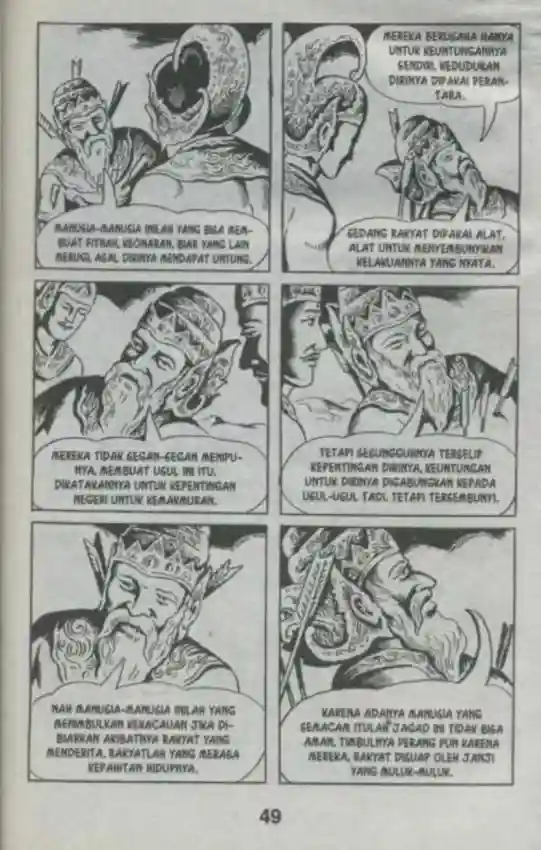 MANUSIA-MANUSIA INILAH YANG BISA MEM-
BUAT FITNAH, KEONARAN, BIAR YANG LAIN
MERUGI, ASAL DIRINYA MENDAPAT UNTUNG.
MEREKA BERUSAHA HANYA
UNTUK KEUNTUNGANNYA
SENDIRI, KEDUDUKAN
DIRINYA DIPAKAI PERAN-
TARA.
SEDANG RAKYAT DIPAKAI ALAT,
ALAT UNTUK MENYEMBUNYIKAN
KELAKUANNYA YANG NYATA.
MEREKA TIDAK SEGAN-SEGAN MENIPU-
NYA, MEMBUAT USUL INI ITU,
DIKATAKANNYA UNTUK KEPENTINGAN
NEGERI UNTUK KEMAKMURAN.
TETAPI SESUNGGUHNYA TERSELIP
KEPENTINGAN DIRINYA, KEUNTUNGAN
UNTUK DIRINYA DIGABUNGKAN KEPADA
USUL-USUL TADI, TETAPI TERSEMBUNYI.
NAH MANUSIA-MANUSIA INILAH YANG
MENIMBULKAN KEKACAUAN JIKA DI-
BIARKAN AKIBATNYA RAKYAT YANG
MENDERITA, RAKYATLAH YANG MERASA
KEPAHITAN HIDUPNYA.
KARENA ADANYA MANUSIA YANG
SEMACAM ITULAH JAGAD INI TIDAK BISA
AMAN, TIMBULNYA PERANG PUN KARENA
MEREKA, RAKYAT DISUAP OLEH JANJI
YANG MULUK-MULUK.
49